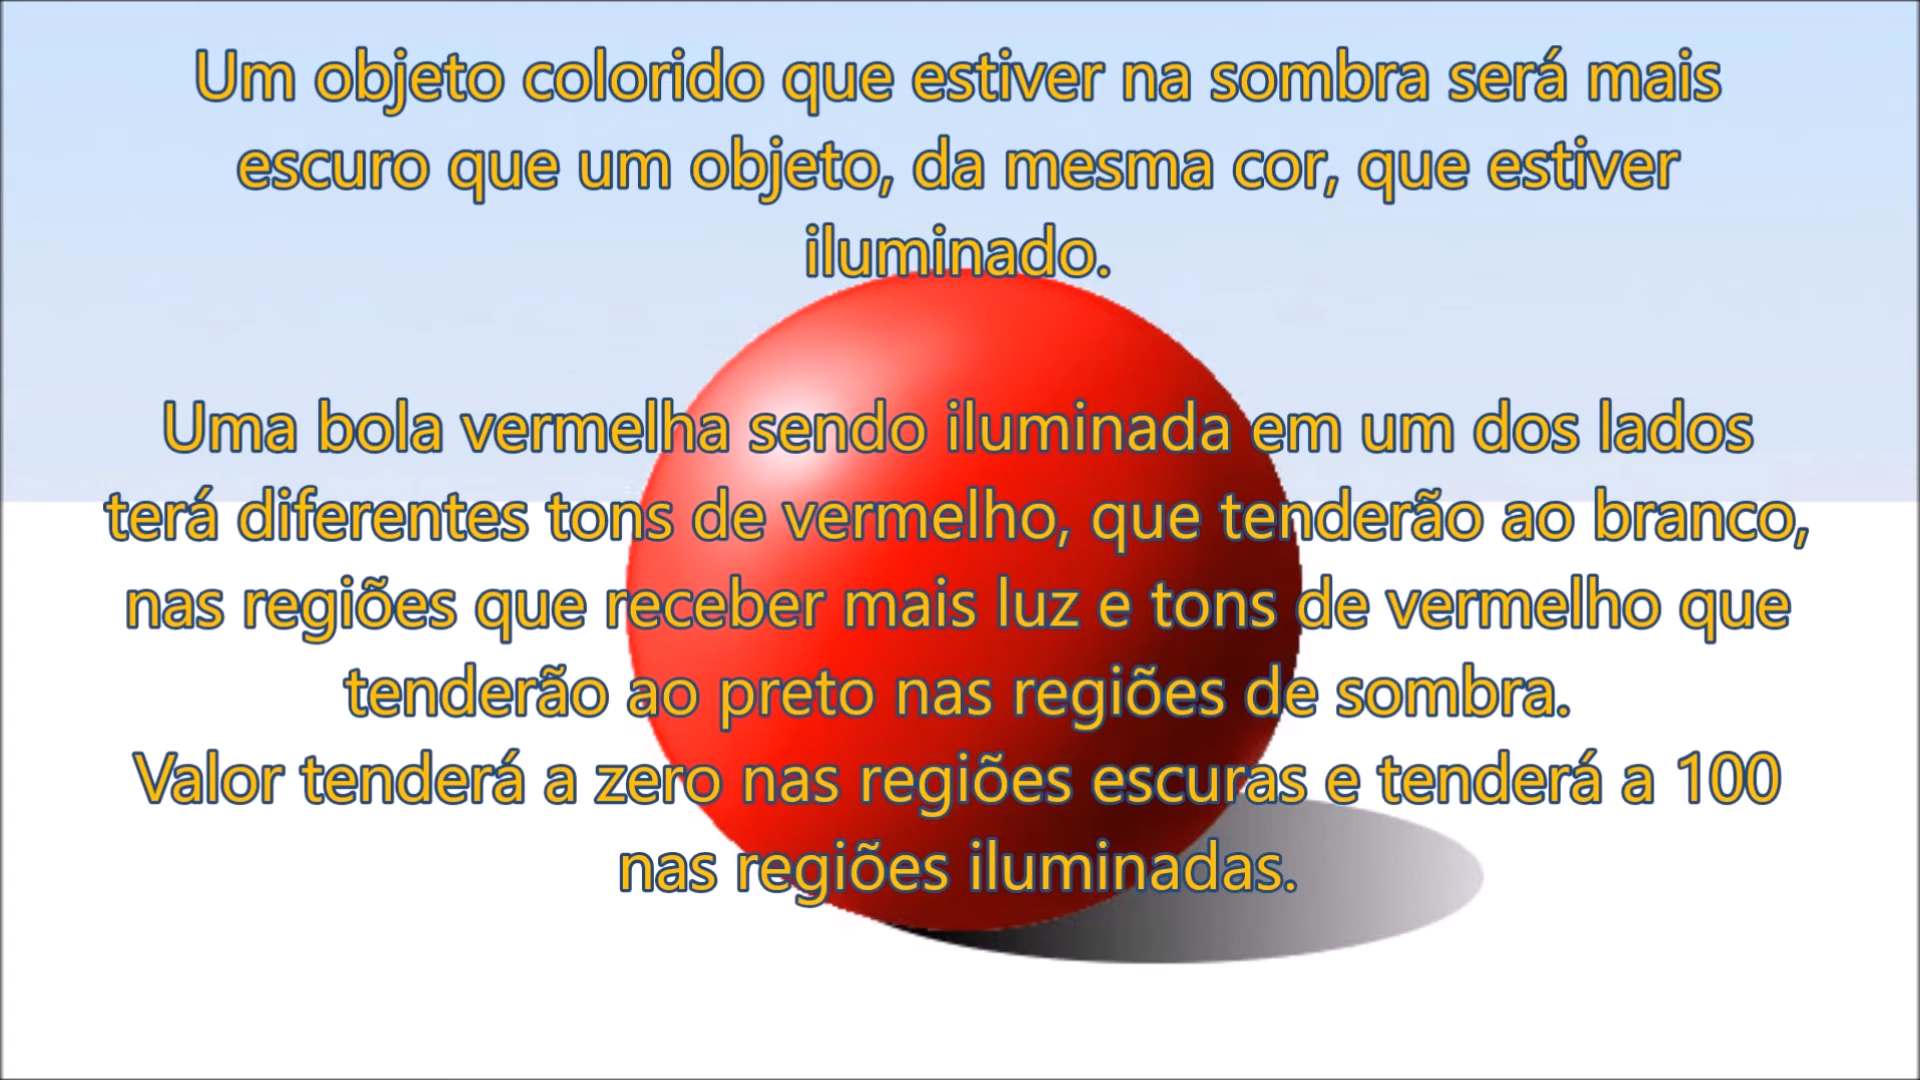 Um objeto colorido que estiver na sombra será mais
escuro que um objeto, da mesma cor, que estiver
iluminado.
Uma bola vermelha sendo iluminada em um dos lados
terá diferentes tons de vermelho, que tenderão ao branco,
nas regiões que receber mais luz e tons de vermelho que
tenderão ao preto nas regiões de sombra.
Valor tenderá a zero nas regiões escuras e tenderá a 100
nas regiões iluminadas.